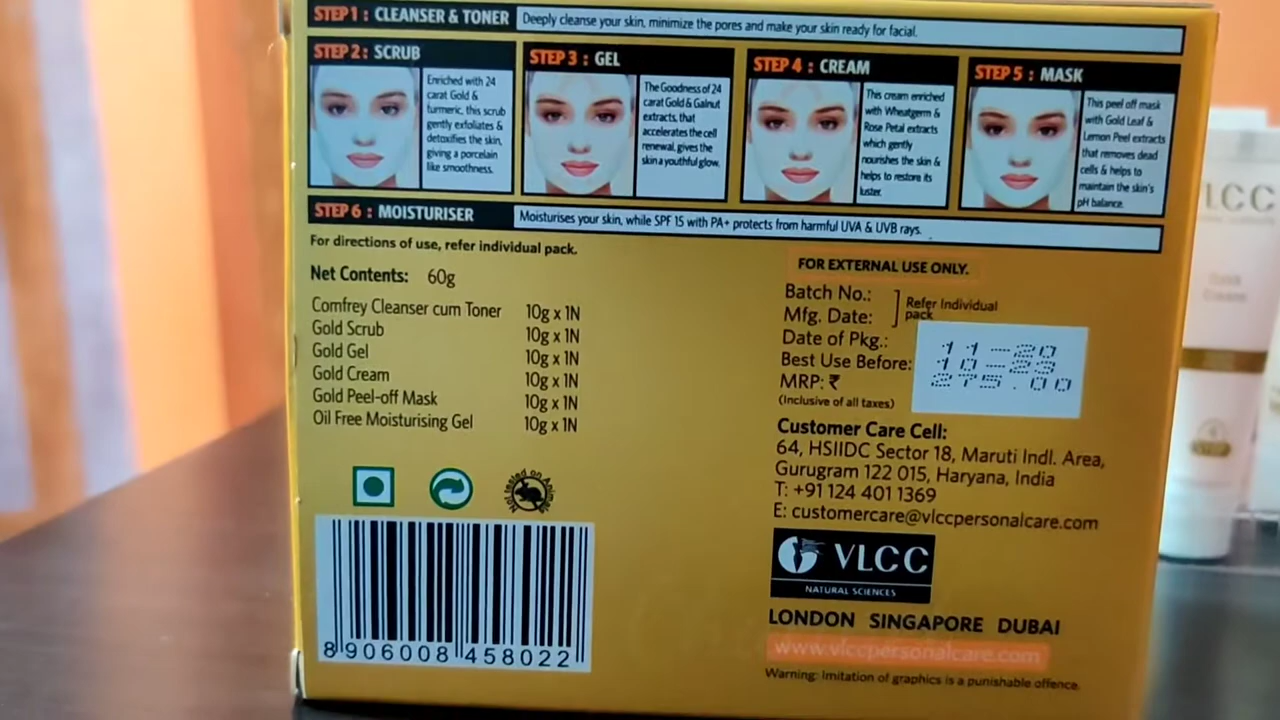 STEP 1 : CLEANSER & TONER
Deeply cleanse your skin, minimize the pores and make your skin ready for facial.
STEP 2 : SCRUB
Enriched with 24
carat Gold &
turmeric, this scrub
gently exfoliates &
detoxifies the skin,
giving a porcelain
like smoothness.
STEP 3 : GEL
The Goodness of 24
carat Gold & Galnut
extracts, that
accelerates the cell
renewal, gives the
skin a youthful glow.
STEP 4 : CREAM
This cream enriched
with Wheatgerm &
Rose Petal extracts
which gently
nourishes the skin &
helps to restore its
luster.
STEP 5 : MASK
This peel off mask
with Gold Leaf &
Lemon Peel extracts
that removes dead
cells & helps to
maintain the skin's
pH balance.
STEP 6 : MOISTURISER
Moisturises your skin, while SPF 15 with PA+ protects from harmful UVA & UVB rays.
For directions of use, refer individual pack.
Net Contents: 60g
Comfrey Cleanser cum Toner 10g x 1N
Gold Scrub 10g x 1N
Gold Gel 10g x 1N
Gold Cream 10g x 1N
Gold Peel-off Mask 10g x 1N
Oil Free Moisturising Gel 10g x 1N
Not tested on Animals
8 906008 458022
FOR EXTERNAL USE ONLY.
Batch No.:
Mfg. Date:
Refer Individual
pack
Date of Pkg.: 11-20
Best Use Before: 10-23
MRP: ₹ 275.00
(Inclusive of all taxes)
Customer Care Cell:
64, HSIIDC Sector 18, Maruti Indl. Area,
Gurugram 122 015, Haryana, India
T: +91 124 401 1369
E: customercare@vlccpersonalcare.com
VLCC
NATURAL SCIENCES
LONDON SINGAPORE DUBAI
www.vlccpersonalcare.com
Warning: Imitation of graphics is a punishable offence.
VLCC